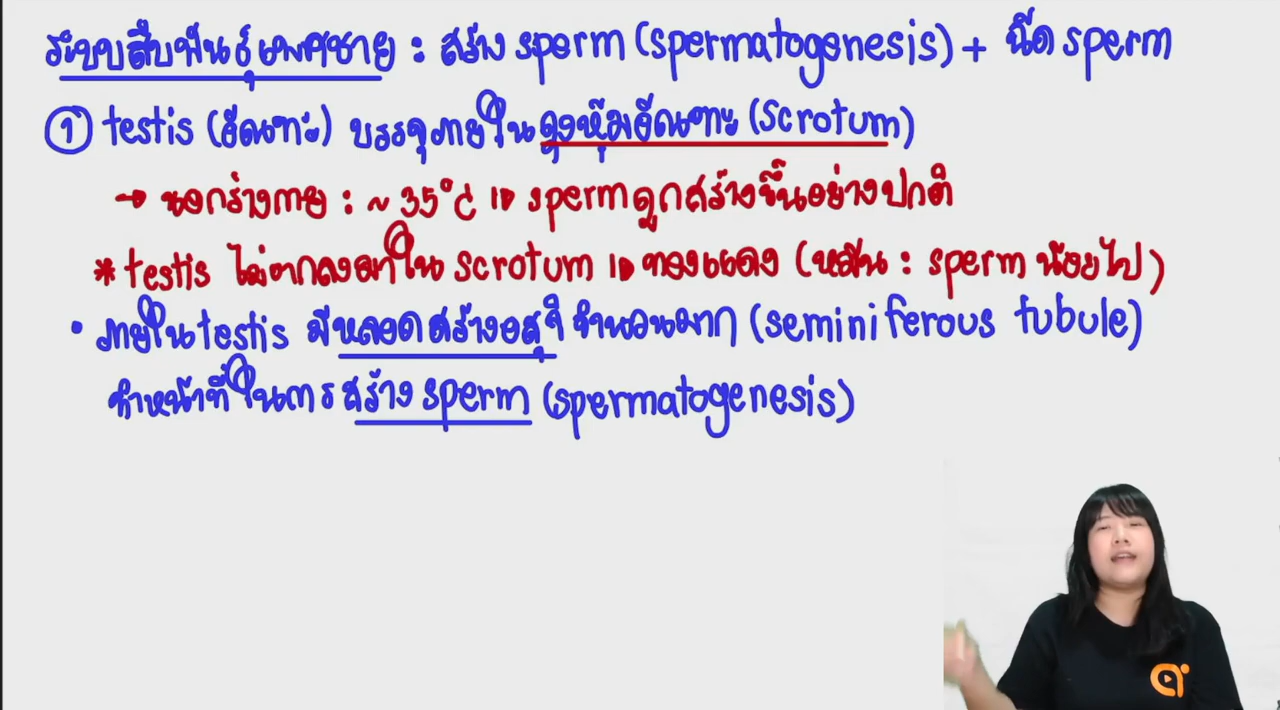 ระบบสืบพันธุ์เพศชาย : สร้าง sperm (spermatogenesis) + ฉีด sperm
① testis (อัณฑะ) บรรจุภายในถุงหุ้มอัณฑะ (Scrotum)
→ นอกร่างกาย : ~ 35°C ⇒ sperm ถูกสร้างขึ้นอย่างปกติ
* testis ไม่ตกลงมาใน scrotum ⇒ ทองแดง (หมัน : sperm น้อยไป)
• ภายใน testis มีหลอดสร้างอสุจิจำนวนมาก (seminiferous tubule)
ทำหน้าที่ในการสร้าง sperm (spermatogenesis)